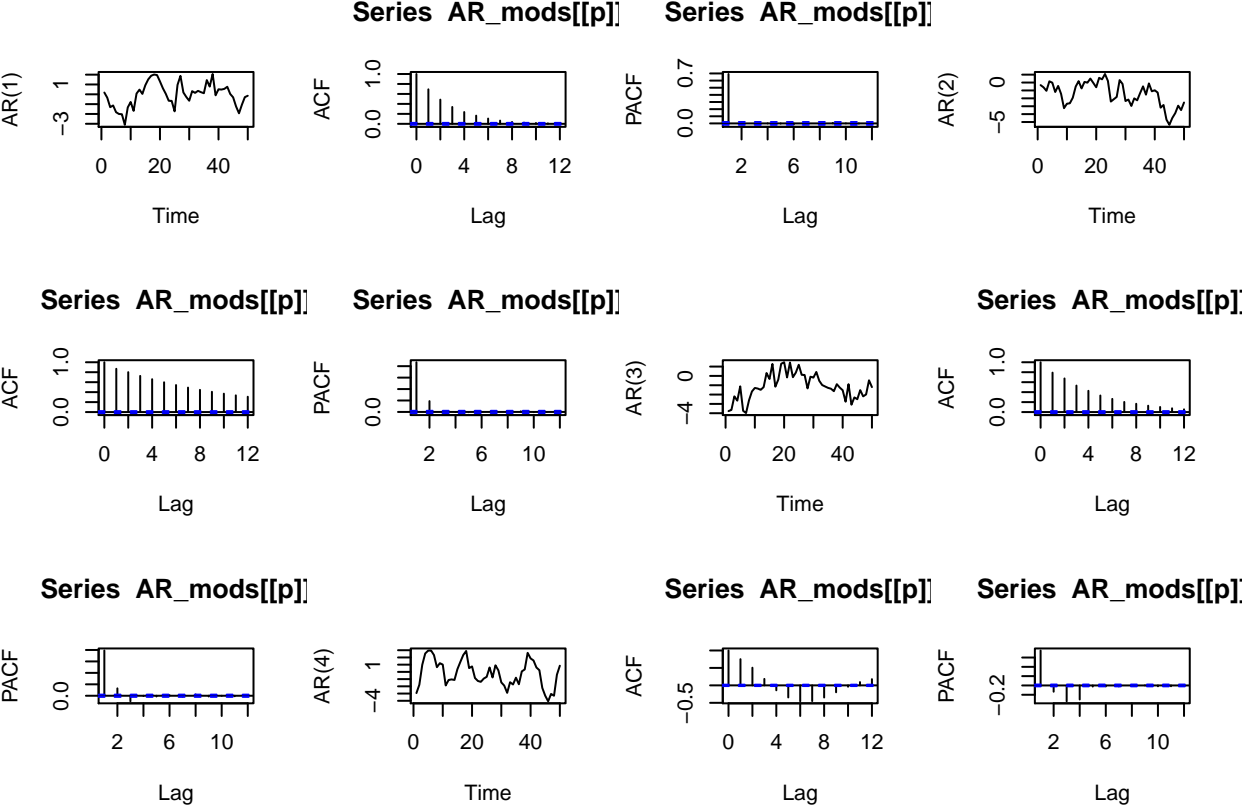 Series AR_mods[[p]]
Series AR_mods[[p]]
AR(1)
1
−3
0
20
40
Time
ACF
1.0
0.0
0
4
8
12
Lag
PACF
0.7
0.0
2
6
10
Lag
AR(2)
0
−5
0
20
40
Time
Series AR_mods[[p]]
Series AR_mods[[p]]
Series AR_mods[[p]]
ACF
1.0
0.0
0
4
8
12
Lag
PACF
0.0
2
6
10
Lag
AR(3)
0
−4
0
20
40
Time
ACF
1.0
0.0
0
4
8
12
Lag
Series AR_mods[[p]]
Series AR_mods[[p]]
Series AR_mods[[p]]
PACF
0.0
2
6
10
Lag
AR(4)
1
−4
0
20
40
Time
ACF
−0.5
0
4
8
12
Lag
PACF
−0.2
2
6
10
Lag